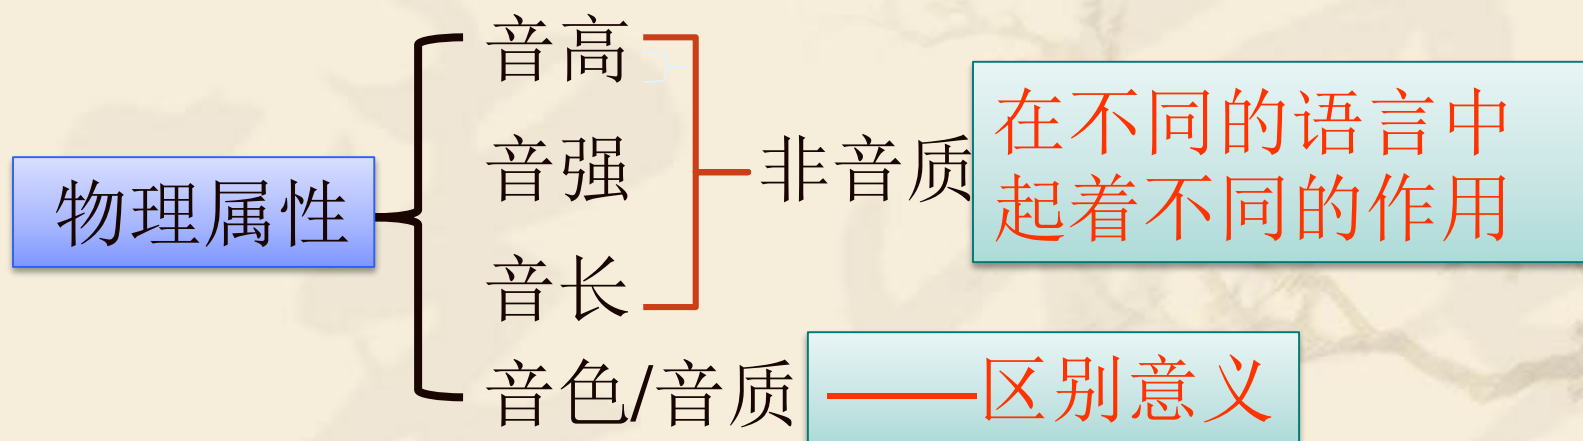 音高
音强
音长
音色/音质
物理属性
非音质
在不同的语言中
起着不同的作用
——区别意义